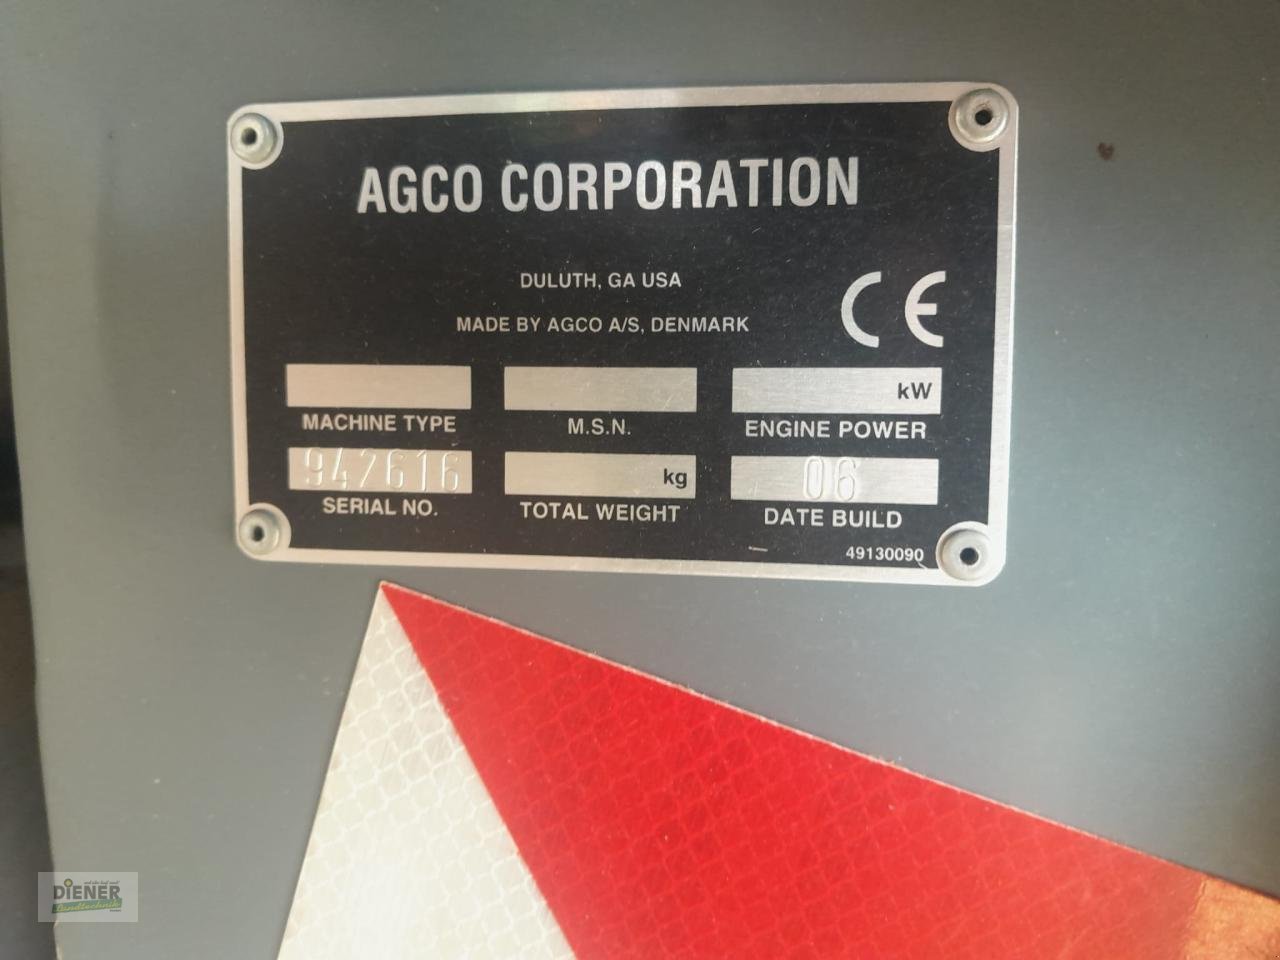 AGCO CORPORATION
DULUTH, GA USA
MADE BY AGCO A/S, DENMARK
CE
kW
MACHINE TYPE M.S.N. ENGINE POWER
942616 kg 06
SERIAL NO. TOTAL WEIGHT DATE BUILD
49130090
DIENER
Landtechnik